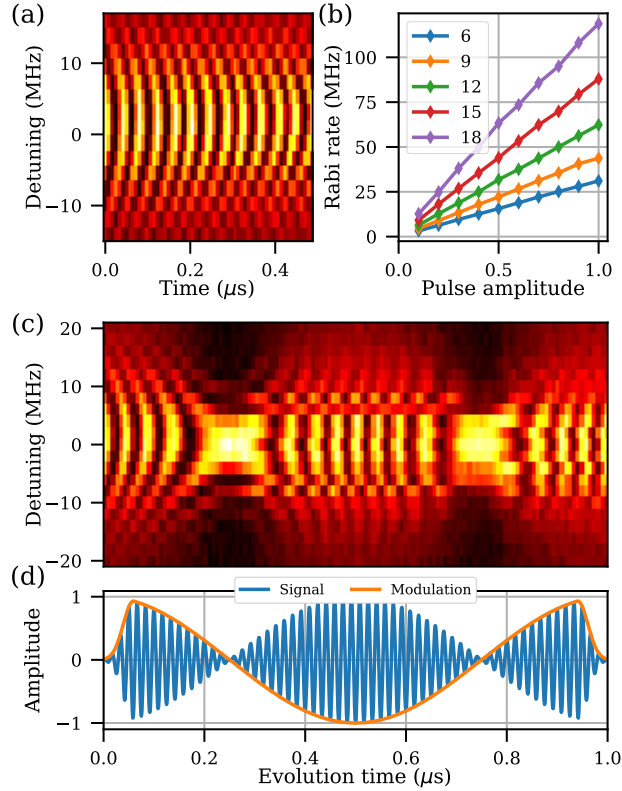 (a)
Detuning (MHz)
10
0
−10
0.0
0.2
0.4
Time (μs)
(b)
Rabi rate (MHz)
100
75
50
25
0
6
9
12
15
18
0.0
0.5
1.0
Pulse amplitude
(c)
Detuning (MHz)
20
10
0
−10
−20
(d)
Amplitude
1
0
−1
Signal
Modulation
0.0
0.2
0.4
0.6
0.8
1.0
Evolution time (μs)